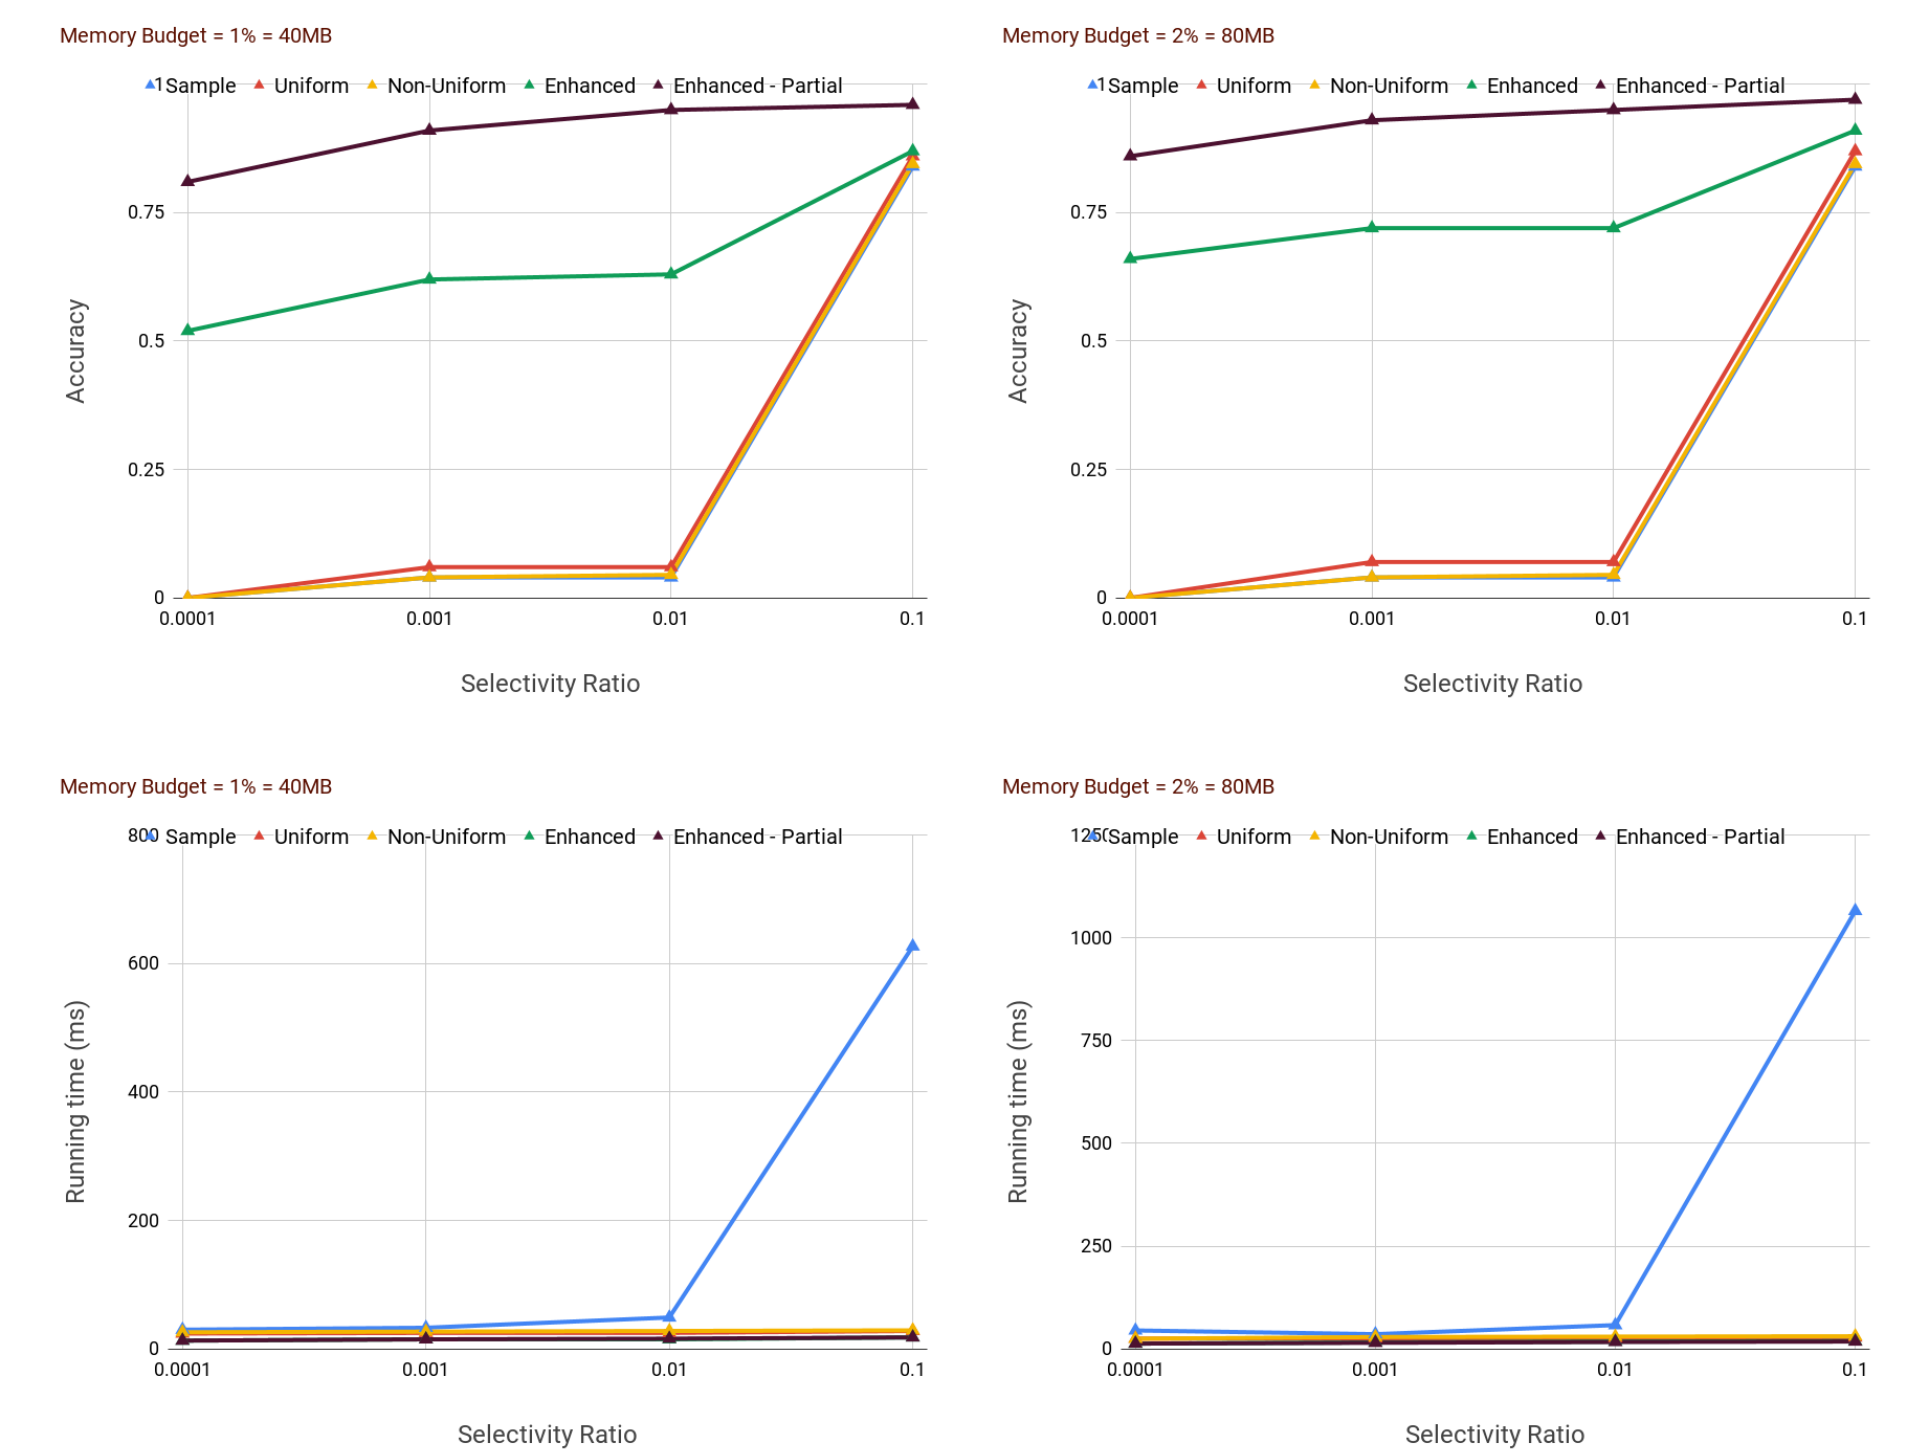 Memory Budget = 1% = 40MB
1 Sample Uniform Non-Uniform Enhanced Enhanced - Partial
0.75
0.5
0.25
0
Accuracy
0.0001 0.001 0.01 0.1
Selectivity Ratio
Memory Budget = 2% = 80MB
1 Sample Uniform Non-Uniform Enhanced Enhanced - Partial
0.75
0.5
0.25
0
Accuracy
0.0001 0.001 0.01 0.1
Selectivity Ratio
Memory Budget = 1% = 40MB
800 Sample Uniform Non-Uniform Enhanced Enhanced - Partial
600
400
200
0
Running time (ms)
0.0001 0.001 0.01 0.1
Selectivity Ratio
Memory Budget = 2% = 80MB
1250 Sample Uniform Non-Uniform Enhanced Enhanced - Partial
1000
750
500
250
0
Running time (ms)
0.0001 0.001 0.01 0.1
Selectivity Ratio